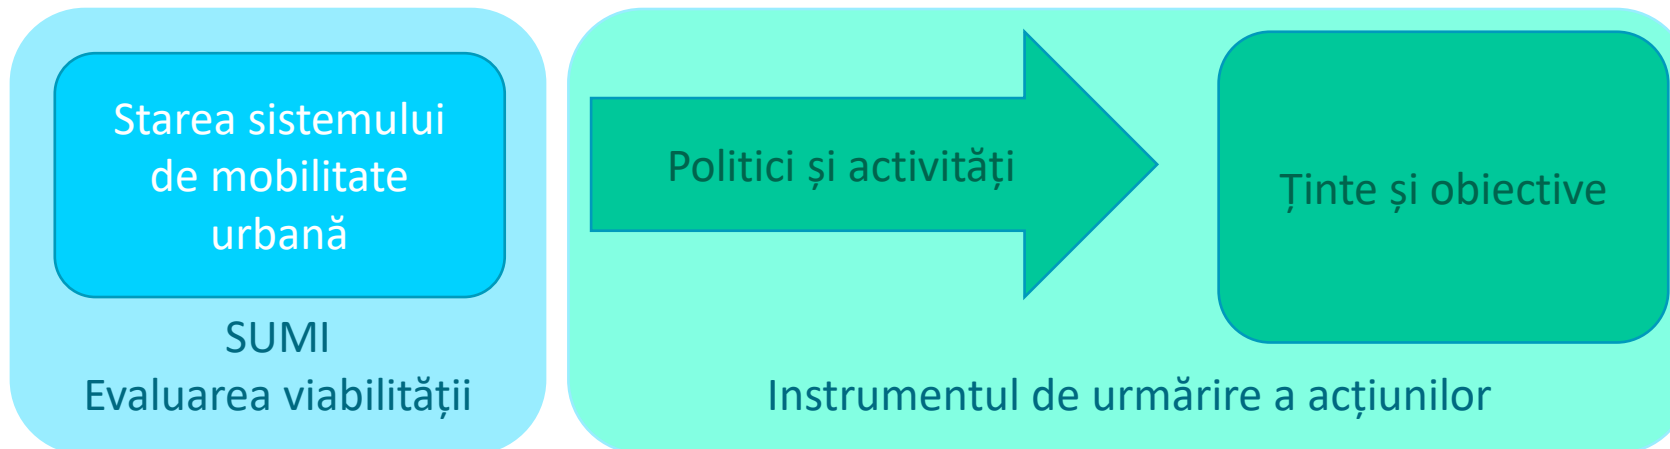 Starea sistemului
de mobilitate
urbană
SUMI
Evaluarea viabilității
Politici și activități
Ținte și obiective
Instrumentul de urmărire a acțiunilor